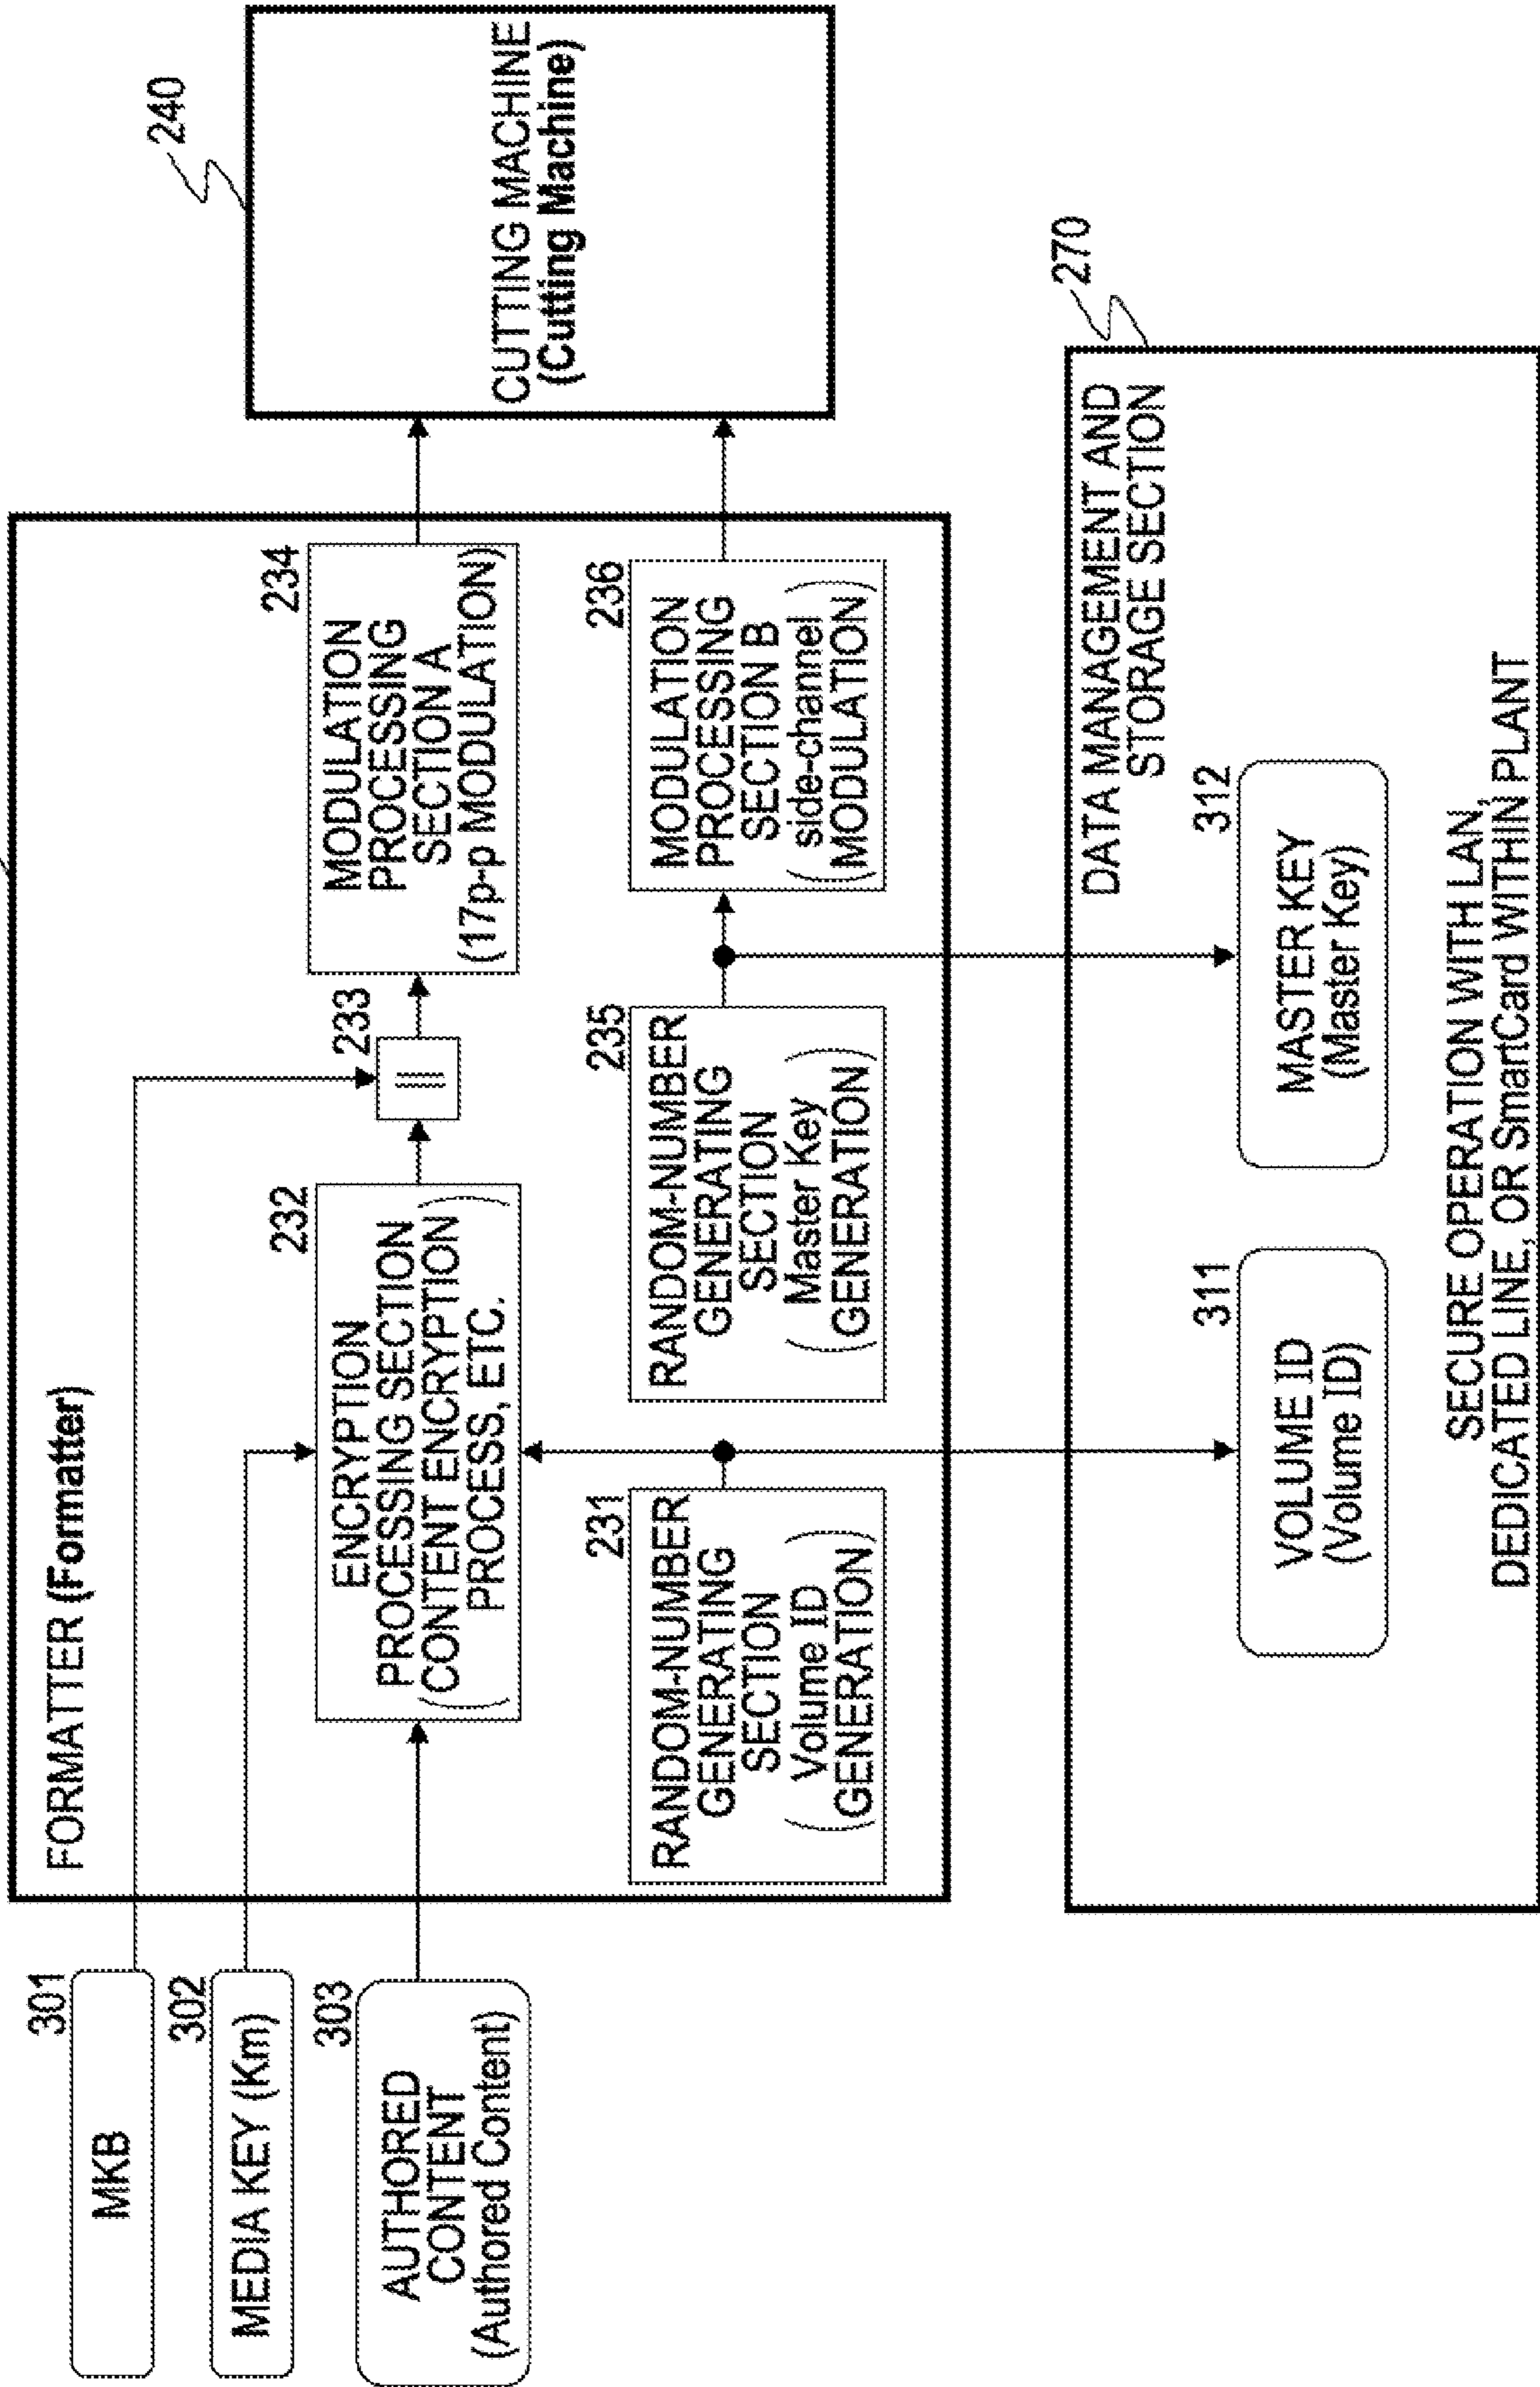 301
MKB
302
MEDIA KEY (Km)
303
AUTHORED
CONTENT
(Authored Content)
FORMATTER (Formatter)
232
ENCRYPTION
PROCESSING SECTION
(CONTENT ENCRYPTION
PROCESS, ETC.)
233
||
234
MODULATION
PROCESSING
SECTION A
(17p-p MODULATION)
240
CUTTING MACHINE
(Cutting Machine)
231
RANDOM-NUMBER
GENERATING
SECTION
(Volume ID
GENERATION)
235
RANDOM-NUMBER
GENERATING
SECTION
(Master Key
GENERATION)
236
MODULATION
PROCESSING
SECTION B
(side-channel
MODULATION)
270
DATA MANAGEMENT AND
STORAGE SECTION
311
VOLUME ID
(Volume ID)
312
MASTER KEY
(Master Key)
SECURE OPERATION WITH LAN,
DEDICATED LINE, OR SmartCard WITHIN PLANT